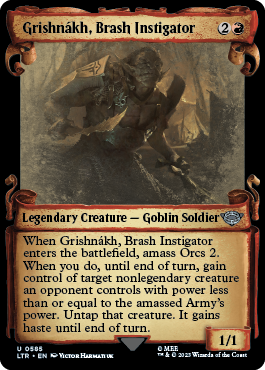 Grishnákh, Brash Instigator 2
Legendary Creature — Goblin Soldier
When Grishnákh, Brash Instigator
enters the battlefield, amass Orcs 2.
When you do, until end of turn, gain
control of target nonlegendary creature
an opponent controls with power less
than or equal to the amassed Army's
power. Untap that creature. It gains
haste until end of turn.
1/1
U 0565 © MEE
LTR • EN Victor Harmatiuk ™ & © 2023 Wizards of the Coast